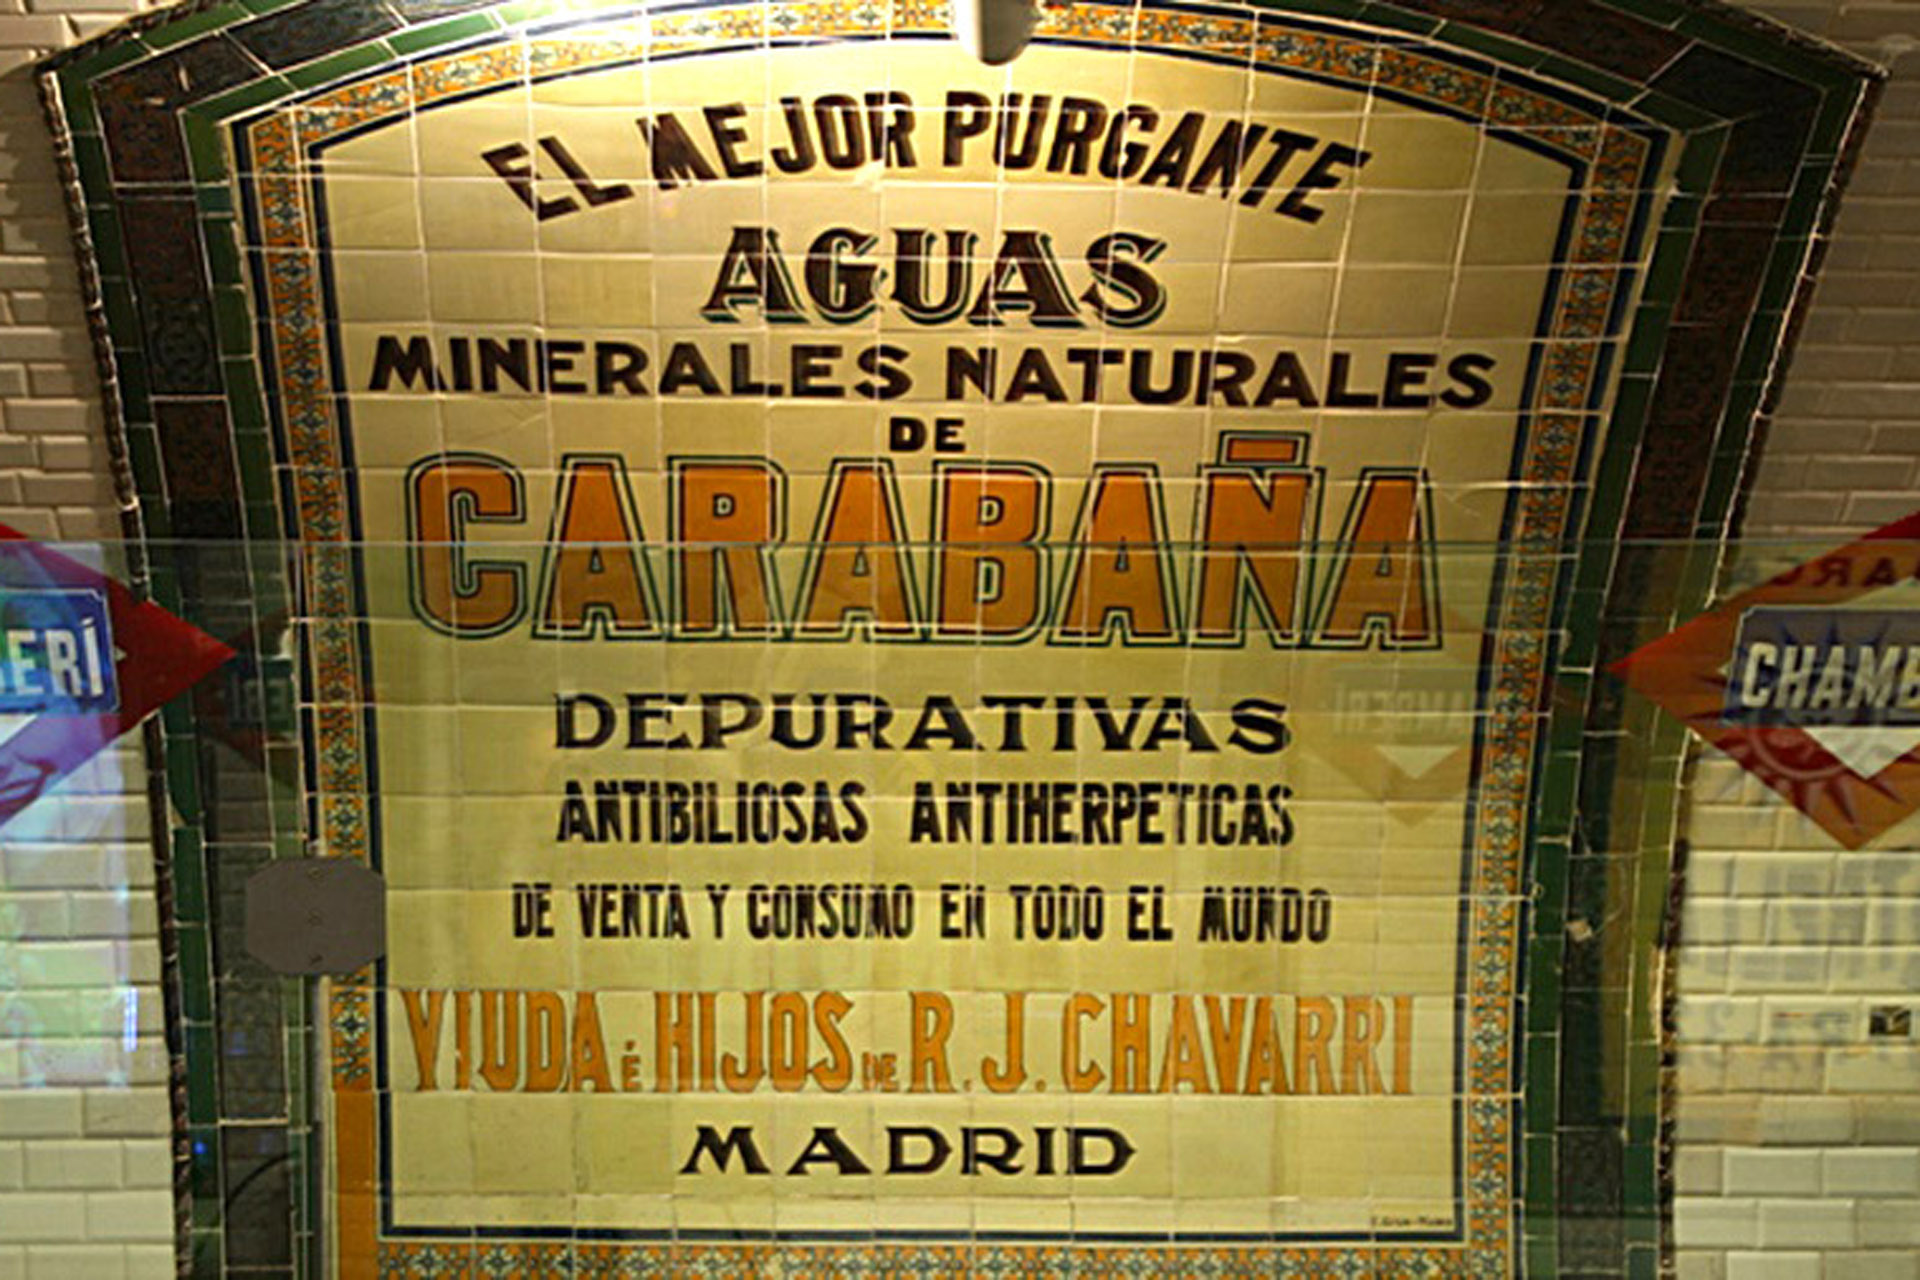 EL MEJOR PURGANTE
AGUAS
MINERALES NATURALES
DE
CARABAÑA
DEPURATIVAS
ANTIBILIOSAS ANTIHERPETICAS
DE VENTA Y CONSUMO EN TODO EL MUNDO
VIUDA É HIJOS DE R. J. CHAVARRI
MADRID
ERÍ
CHAMB